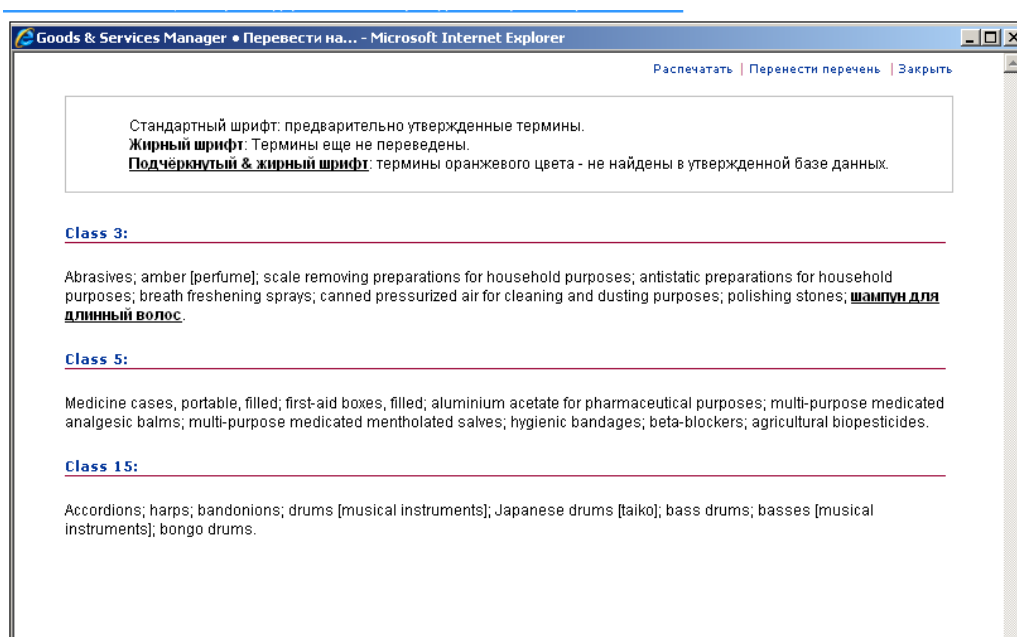 Goods & Services Manager • Перевести на... - Microsoft Internet Explorer
Распечатать | Перенести перечень | Закрыть
Стандартный шрифт: предварительно утвержденные термины.
Жирный шрифт: Термины еще не переведены.
Подчёркнутый & жирный шрифт: термины оранжевого цвета - не найдены в утвержденной базе данных.
Class 3:
Abrasives; amber [perfume]; scale removing preparations for household purposes; antistatic preparations for household
purposes; breath freshening sprays; canned pressurized air for cleaning and dusting purposes; polishing stones; шампун для
длинный волос.
Class 5:
Medicine cases, portable, filled; first-aid boxes, filled; aluminium acetate for pharmaceutical purposes; multi-purpose medicated
analgesic balms; multi-purpose medicated mentholated salves; hygienic bandages; beta-blockers; agricultural biopesticides.
Class 15:
Accordions; harps; bandonions; drums [musical instruments]; Japanese drums [taiko]; bass drums; basses [musical
instruments]; bongo drums.